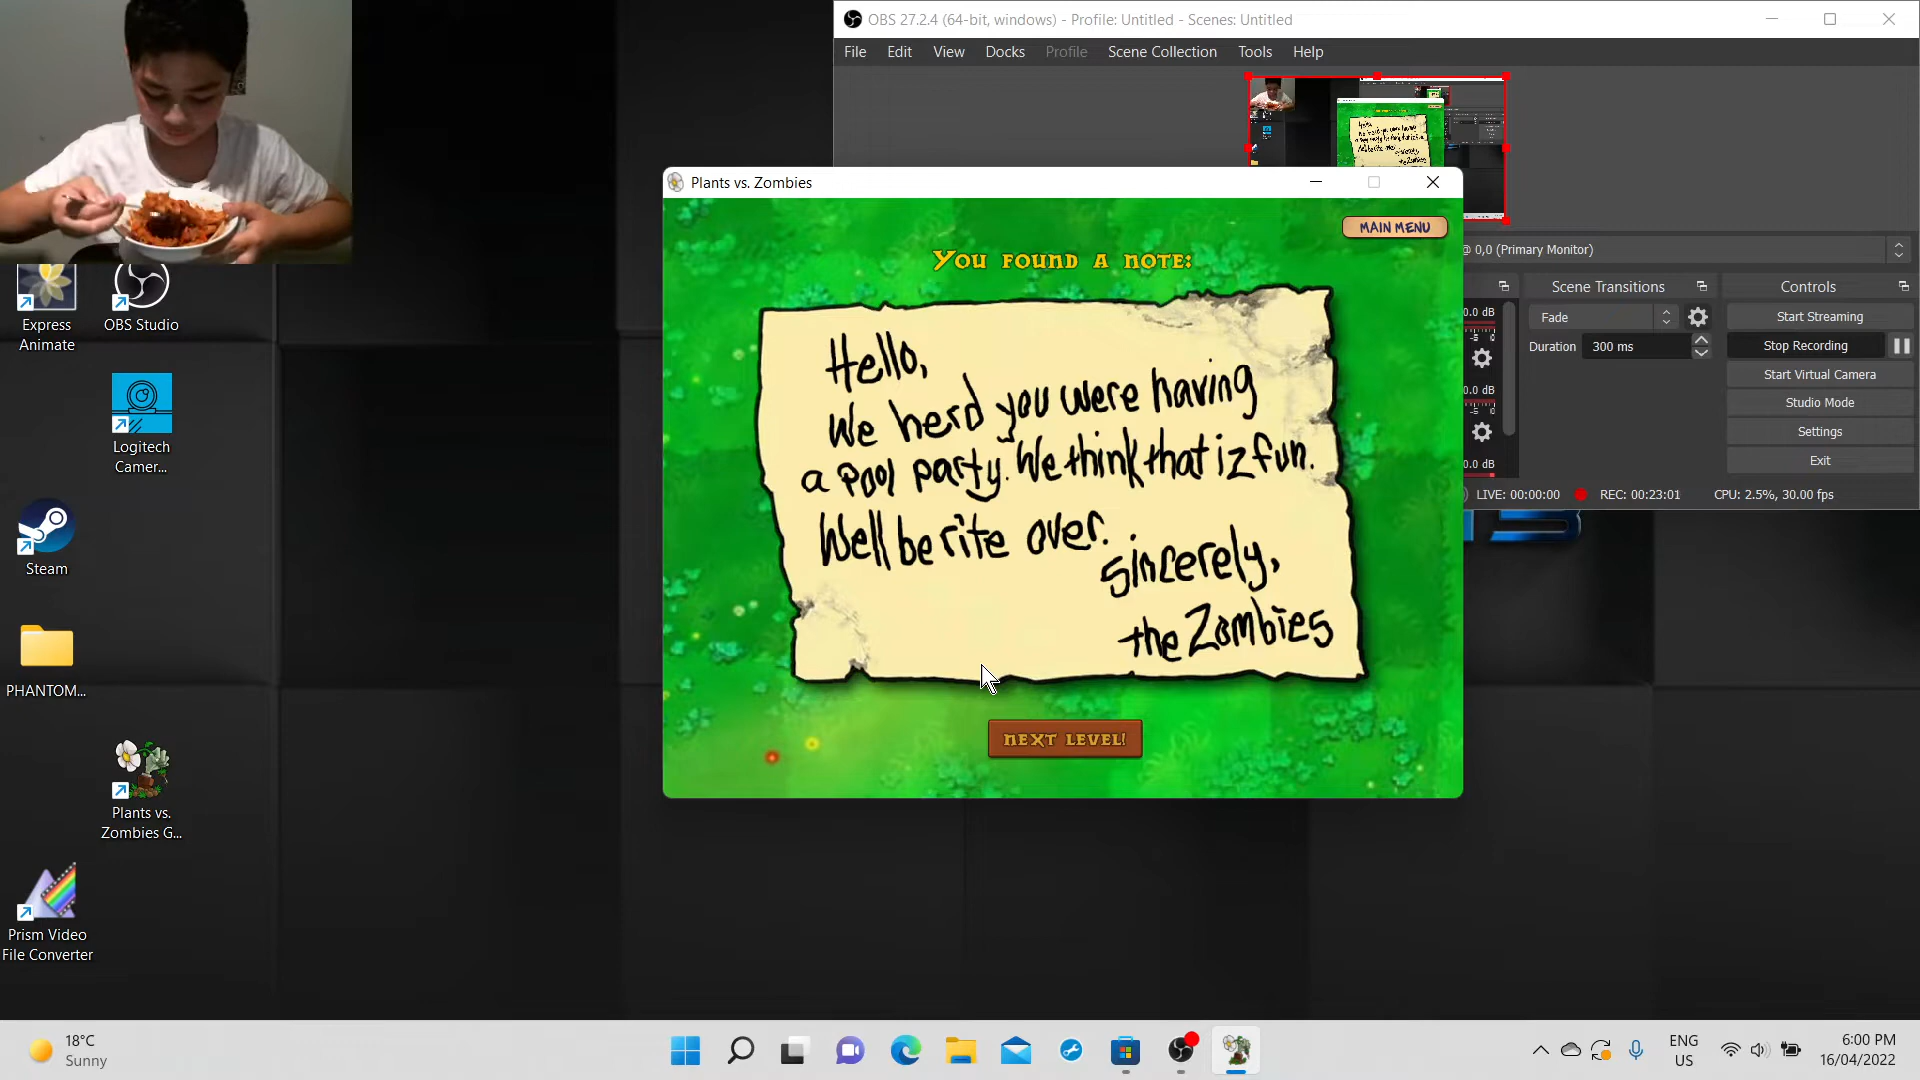 OBS 27.2.4 (64-bit, windows) - Profile: Untitled - Scenes: Untitled
File Edit View Docks Profile Scene Collection Tools Help
Plants vs. Zombies
MAIN MENU
You found a note:
Hello,
We herd you were having
a pool party. We think that iz fun.
Well be rite over.
sincerely,
the Zombies
NEXT LEVEL!
@ 0,0 (Primary Monitor)
Scene Transitions
Controls
0.0 dB
-5 0
0.0 dB
-5 0
0.0 dB
Fade
Duration 300 ms
Start Streaming
Stop Recording
Start Virtual Camera
Studio Mode
Settings
Exit
LIVE: 00:00:00 REC: 00:23:01 CPU: 2.5%, 30.00 fps
Express
Animate
OBS Studio
Logitech
Camer...
Steam
PHANTOM...
Plants vs.
Zombies G...
Prism Video
File Converter
18°C
Sunny
ENG
US
6:00 PM
16/04/2022